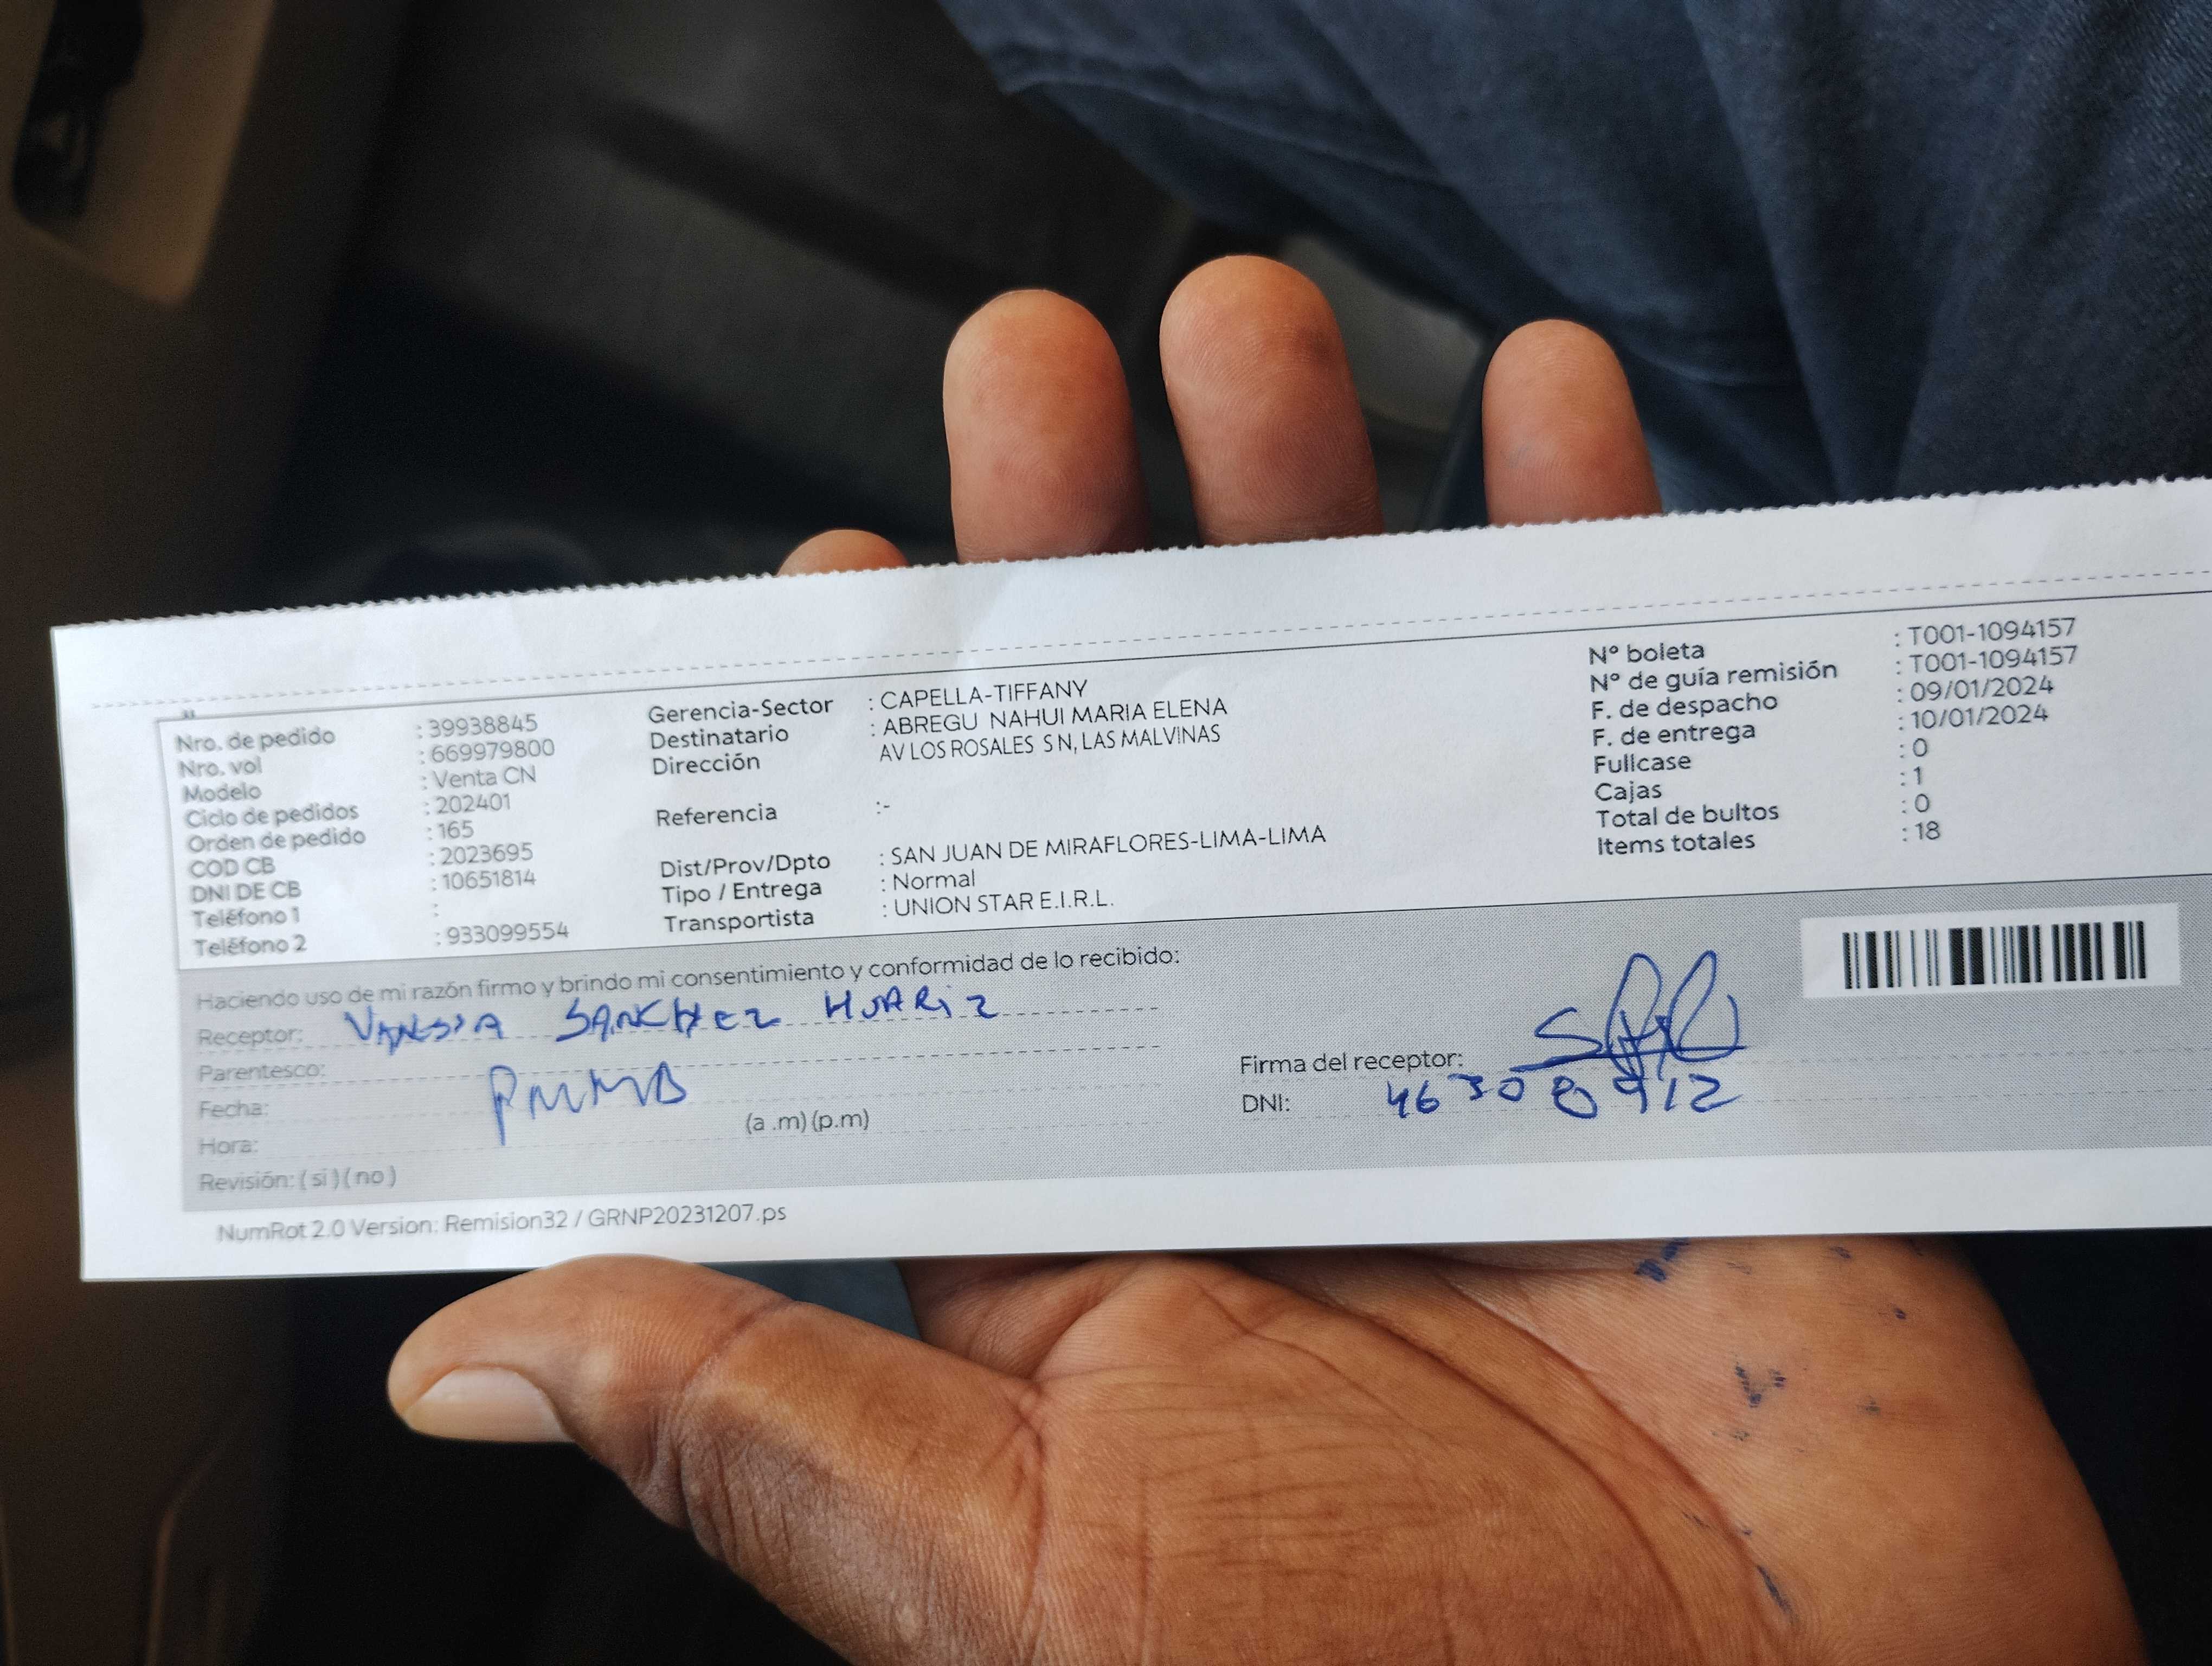 Nro. de pedido : 39938845
Nro. vol : 669979800
Modelo : Venta CN
Ciclo de pedidos : 202401
Orden de pedido : 165
COD CB : 2023695
DNI DE CB : 10651814
Teléfono 1 :
Teléfono 2 : 933099554
Gerencia-Sector : CAPELLA-TIFFANY
Destinatario : ABREGU NAHUI MARIA ELENA
Dirección AV LOS ROSALES S N, LAS MALVINAS
Referencia :-
Dist/Prov/Dpto : SAN JUAN DE MIRAFLORES-LIMA-LIMA
Tipo / Entrega : Normal
Transportista : UNION STAR E.I.R.L.
N° boleta : T001-1094157
N° de guía remisión : T001-1094157
F. de despacho : 09/01/2024
F. de entrega : 10/01/2024
Fullcase : 0
Cajas : 1
Total de bultos : 0
Items totales : 18
Haciendo uso de mi razón firmo y brindo mi consentimiento y conformidad de lo recibido:
Receptor: SANCHEZ
Parentesco:
Fecha:
Hora: (a .m) (p.m)
Revisión: ( si ) ( no )
Firma del receptor:
DNI: 46308912
NumRot 2.0 Version: Remision32 / GRNP20231207.ps